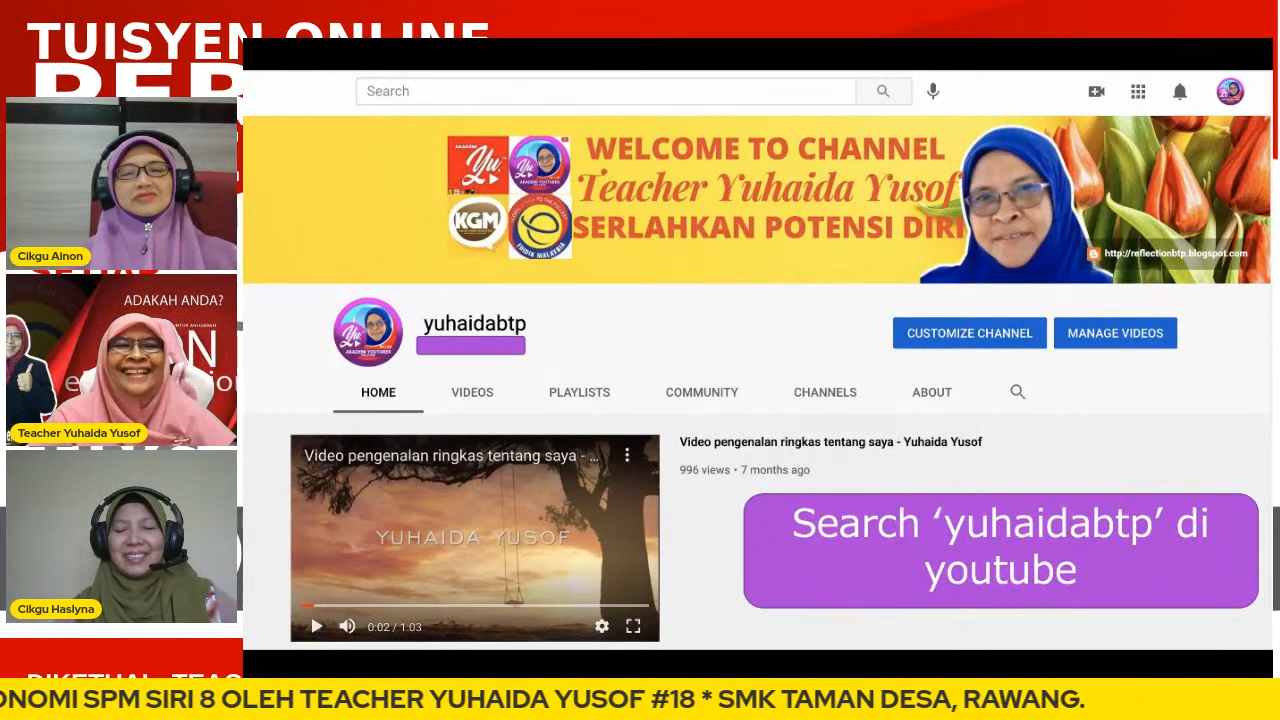 TUISYEN ONLINE
Search
WELCOME TO CHANNEL
Teacher Yuhaida Yusof
SERLAHKAN POTENSI DIRI
AKADEMI
Yu.
KGM
http://reflectionbtp.blogspot.com
Cikgu Ainon
ADAKAH ANDA?
Teacher Yuhaida Yusof
Cikgu Haslyna
yuhaidabtp
CUSTOMIZE CHANNEL
MANAGE VIDEOS
HOME
VIDEOS
PLAYLISTS
COMMUNITY
CHANNELS
ABOUT
Video pengenalan ringkas tentang saya - ...
YUHAIDA YUSOF
0:02 / 1:03
Video pengenalan ringkas tentang saya - Yuhaida Yusof
996 views • 7 months ago
Search ‘yuhaidabtp’ di
youtube
ONOMI SPM SIRI 8 OLEH TEACHER YUHAIDA YUSOF #18 * SMK TAMAN DESA, RAWANG.